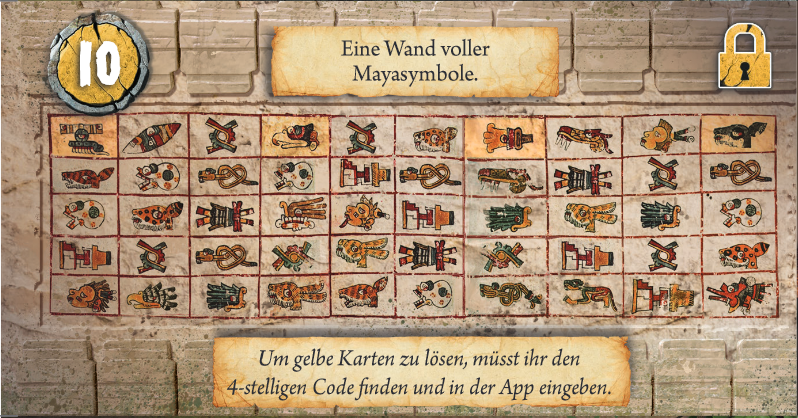 10
Eine Wand voller
Mayasymbole.
Um gelbe Karten zu lösen, müsst ihr den
4-stelligen Code finden und in der App eingeben.